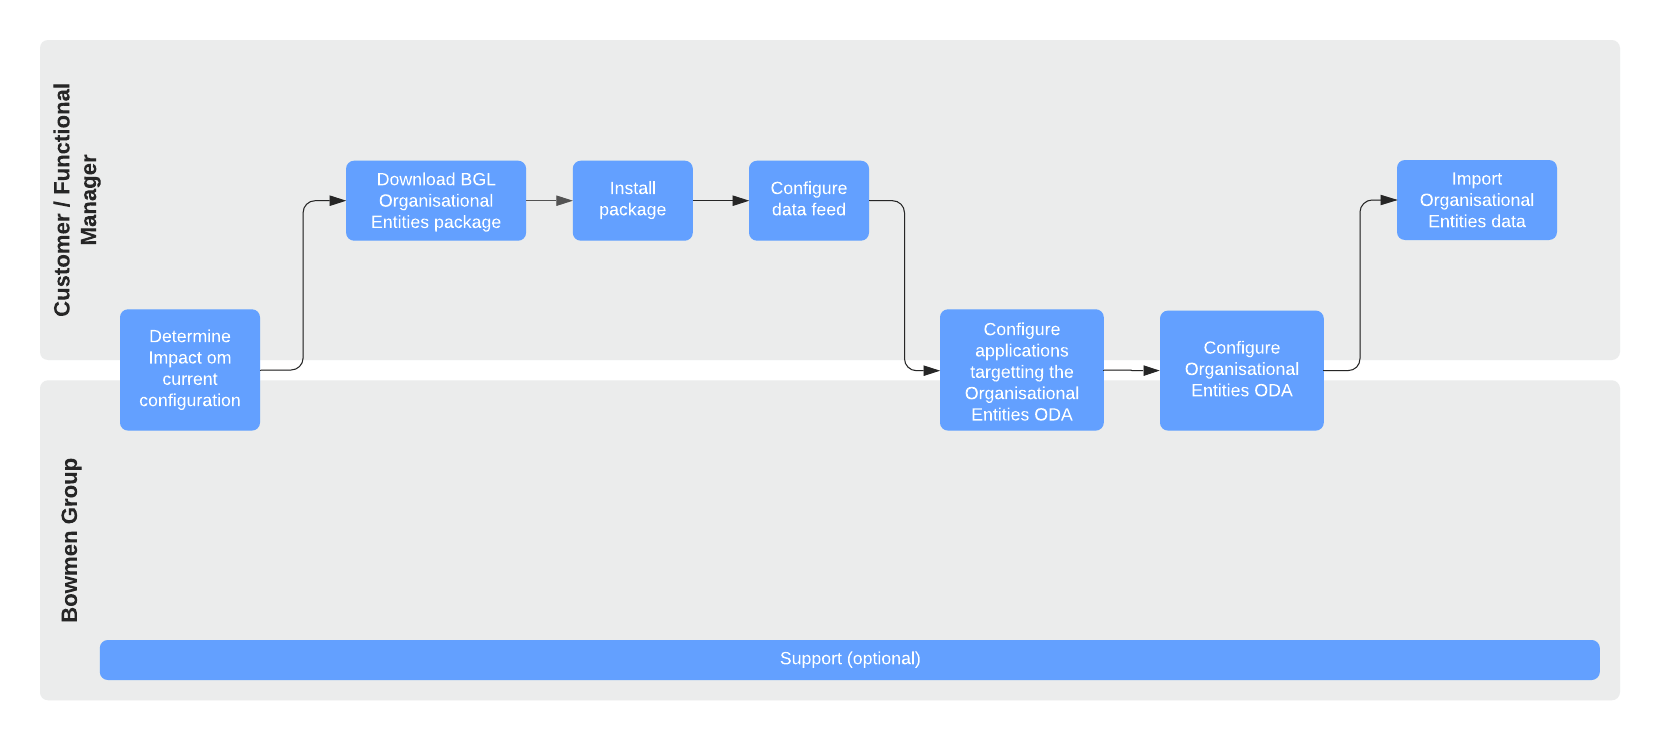 Customer / Functional
Manager
Download BGL
Organisational
Entities package
Install
package
Configure
data feed
Import
Organisational
Entities data
Determine
Impact om
current
configuration
Configure
applications
targetting the
Organisational
Entities ODA
Configure
Organisational
Entities ODA
Bowmen Group
Support (optional)